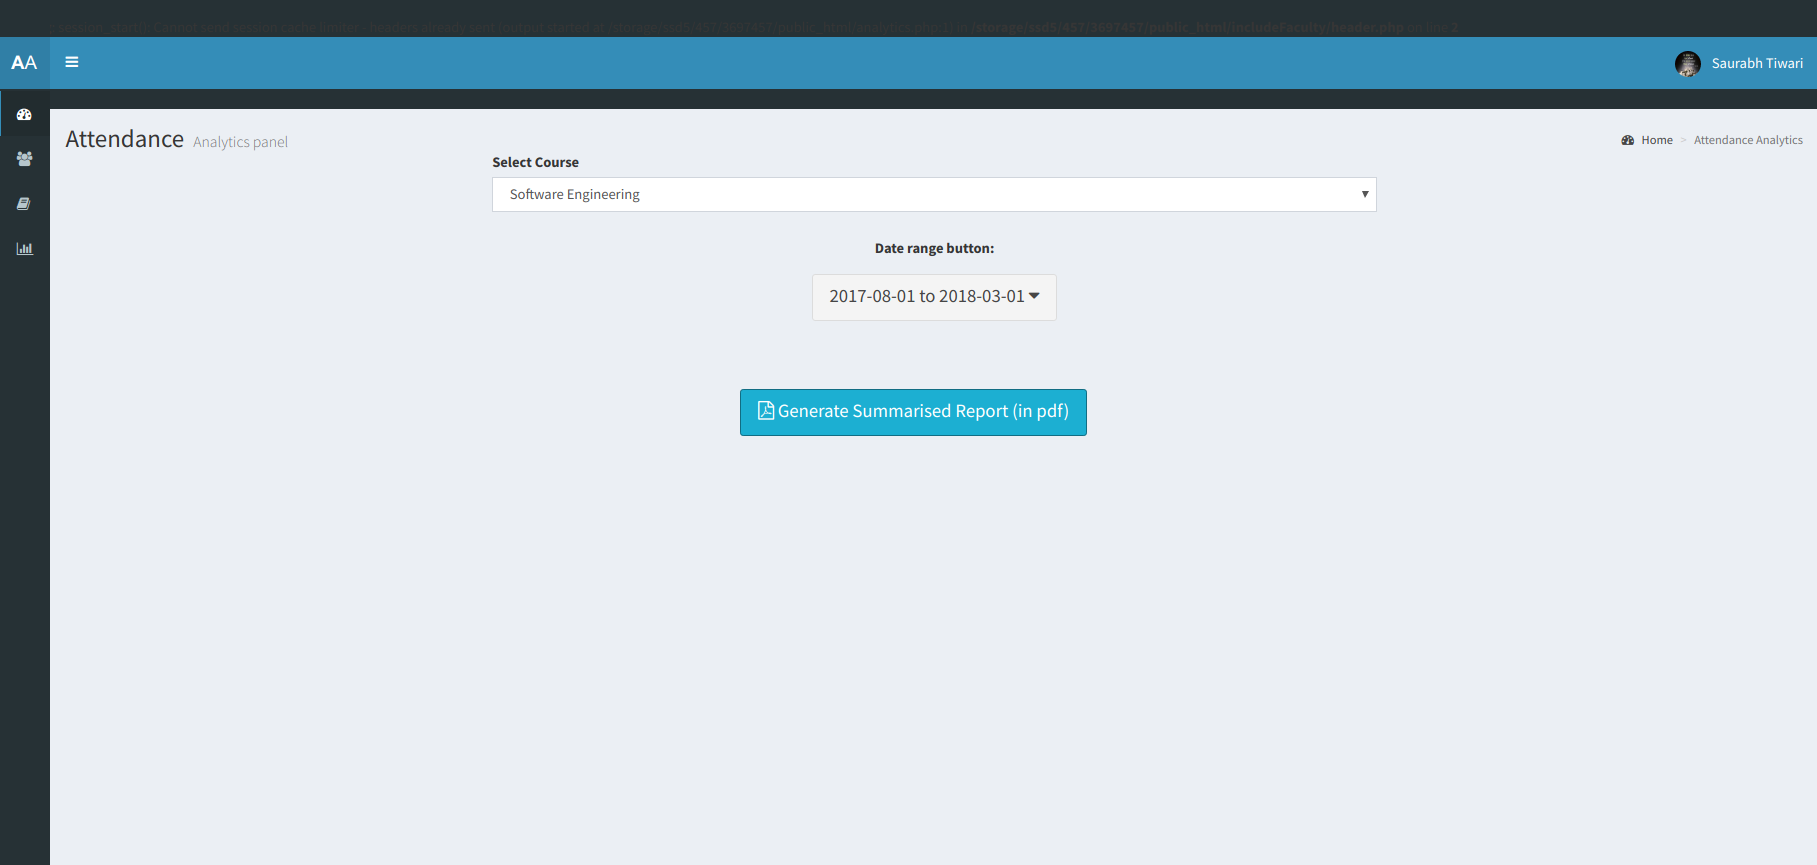 session_start(): Cannot send session cache limiter - headers already sent (output started at /storage/ssd5/457/3697457/public_html/analytics.php:1) in /storage/ssd5/457/3697457/public_html/includeFaculty/header.php on line 2
AA
Saurabh Tiwari
Attendance Analytics panel
Home > Attendance Analytics
Select Course
Software Engineering
Date range button:
2017-08-01 to 2018-03-01
Generate Summarised Report (in pdf)